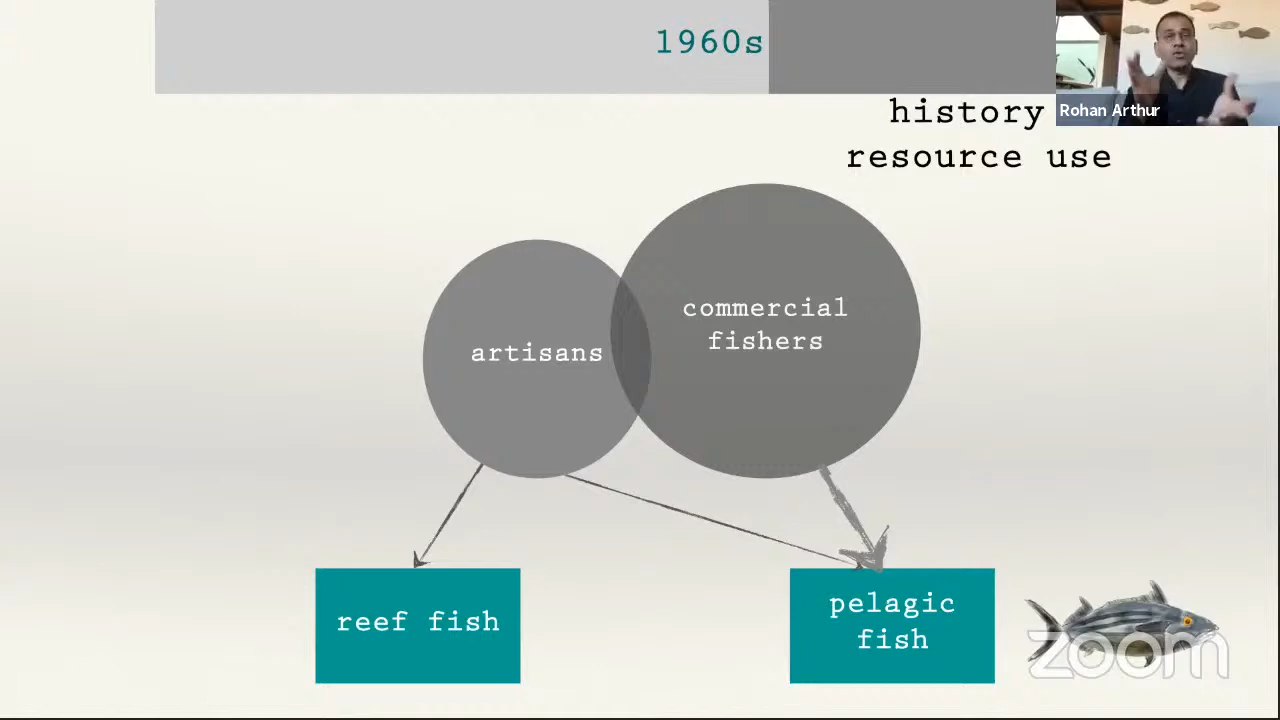 1960s
Rohan Arthur
history
resource use
commercial
fishers
artisans
reef fish
pelagic
fish
zoom